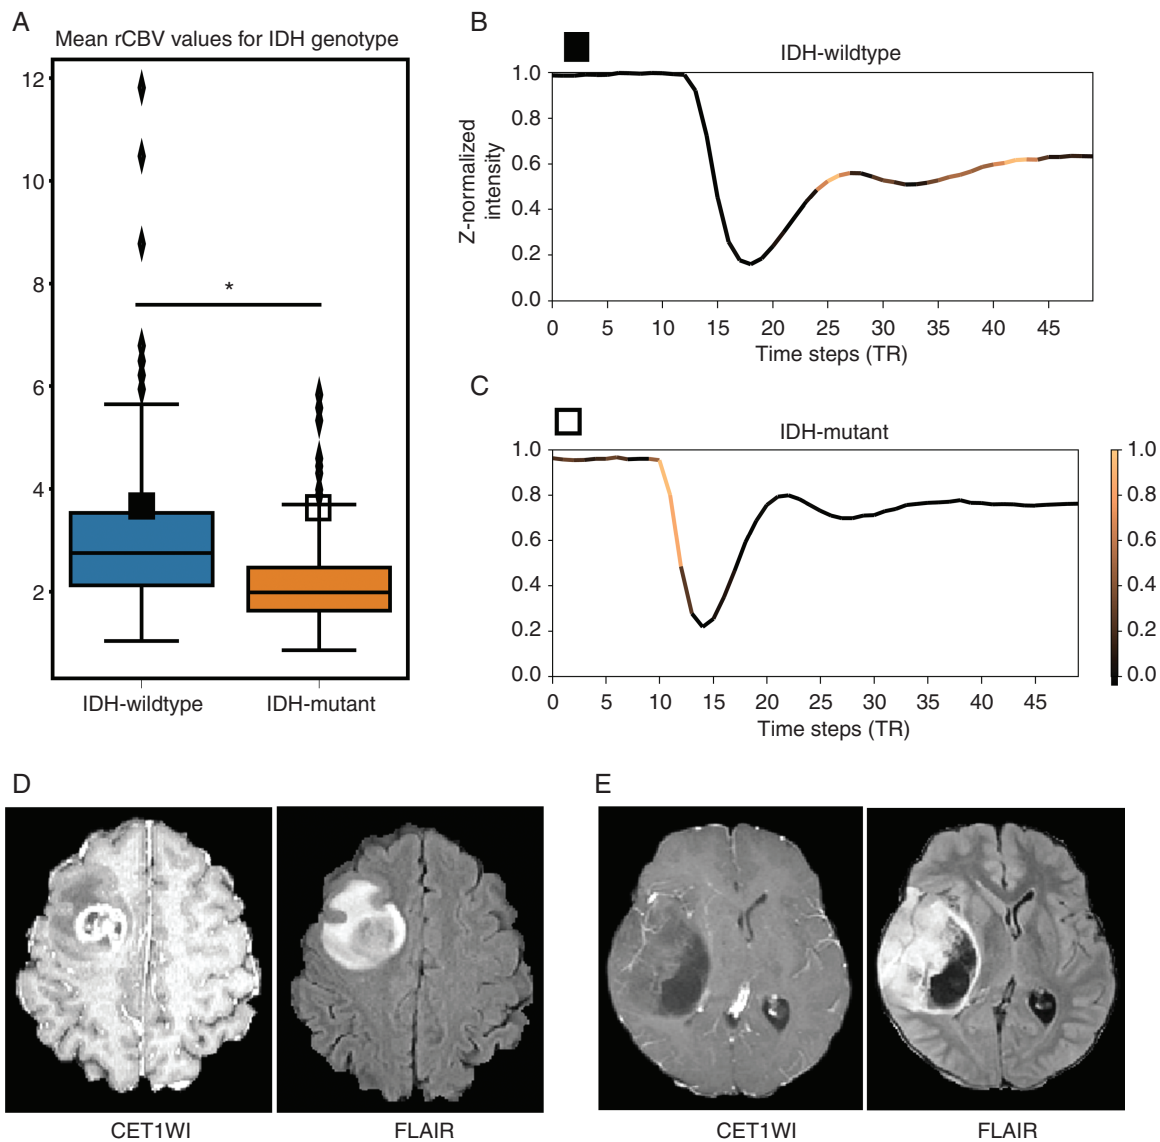 A
Mean rCBV values for IDH genotype
12
10
8
6
4
2
*
IDH-wildtype
IDH-mutant
B
IDH-wildtype
Z-normalized
intensity
1.0
0.8
0.6
0.4
0.2
0.0
0 5 10 15 20 25 30 35 40 45
Time steps (TR)
C
IDH-mutant
1.0
0.8
0.6
0.4
0.2
0.0
0 5 10 15 20 25 30 35 40 45
Time steps (TR)
1.0
0.8
0.6
0.4
0.2
0.0
D
CET1WI
FLAIR
E
CET1WI
FLAIR